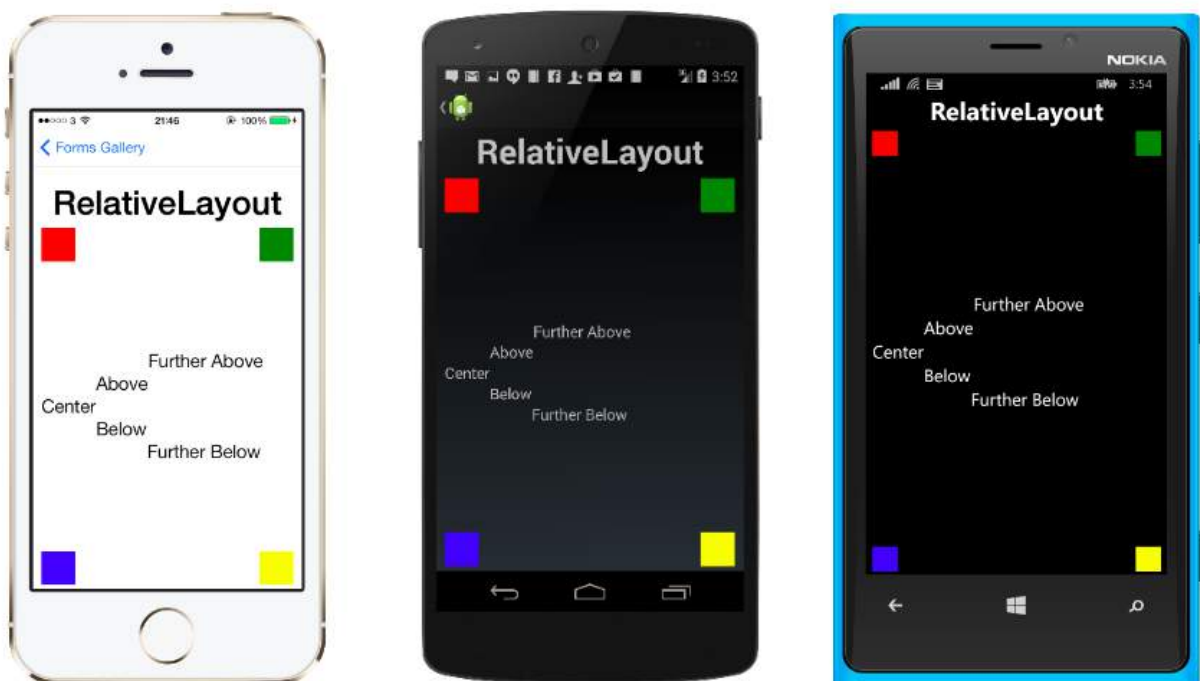 3 21:46 100%
Forms Gallery
RelativeLayout
Further Above
Above
Center
Below
Further Below
3:52
RelativeLayout
Further Above
Above
Center
Below
Further Below
NOKIA
3:54
RelativeLayout
Further Above
Above
Center
Below
Further Below